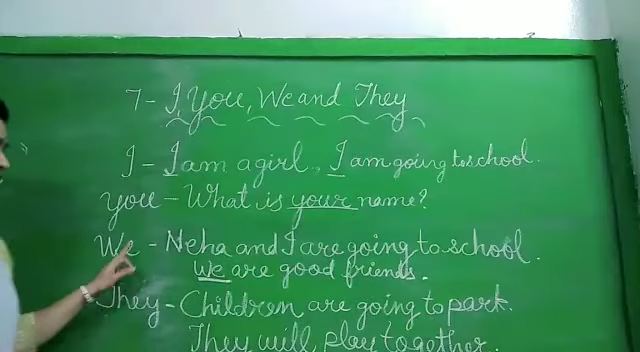 7- I, You, We and They
I - I am a girl, I am going to school.
you - What is your name?
We - Neha and I are going to school.
we are good friends.
They - Children are going to park.
They will play together.